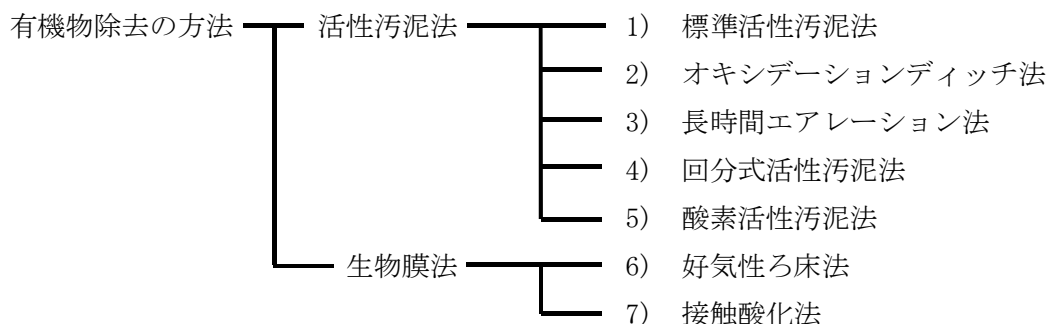 有機物除去の方法 活性汚泥法 1) 標準活性汚泥法
2) オキシデーションディッチ法
3) 長時間エアレーション法
4) 回分式活性汚泥法
5) 酸素活性汚泥法
生物膜法 6) 好気性ろ床法
7) 接触酸化法